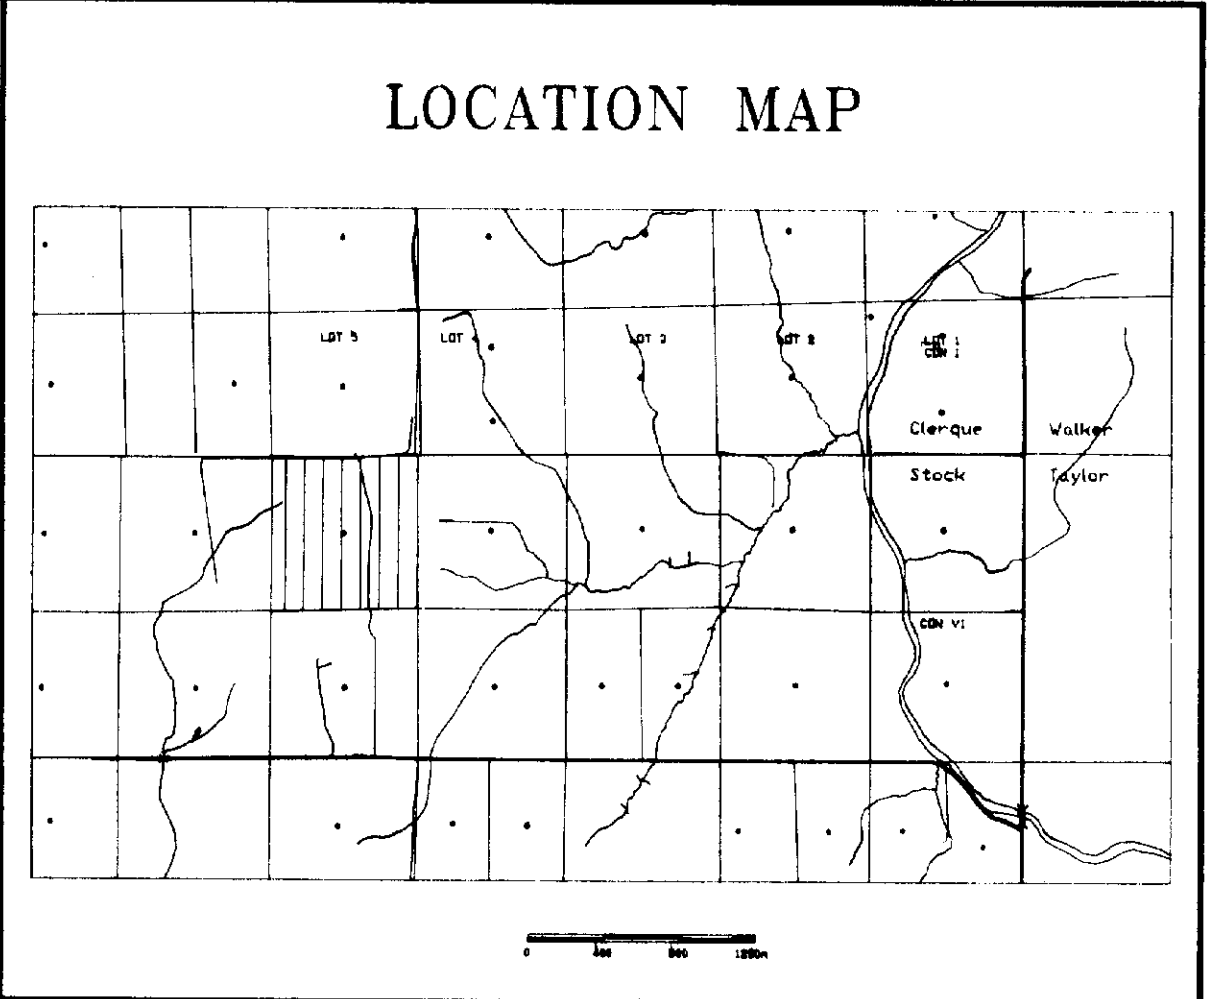 LOCATION MAP
LOT 5
LOT
LOT 3
LOT 2
LOT 1
CON I
Clerque
Walker
Stock
Taylor
CON VI
0 400 800 1200m